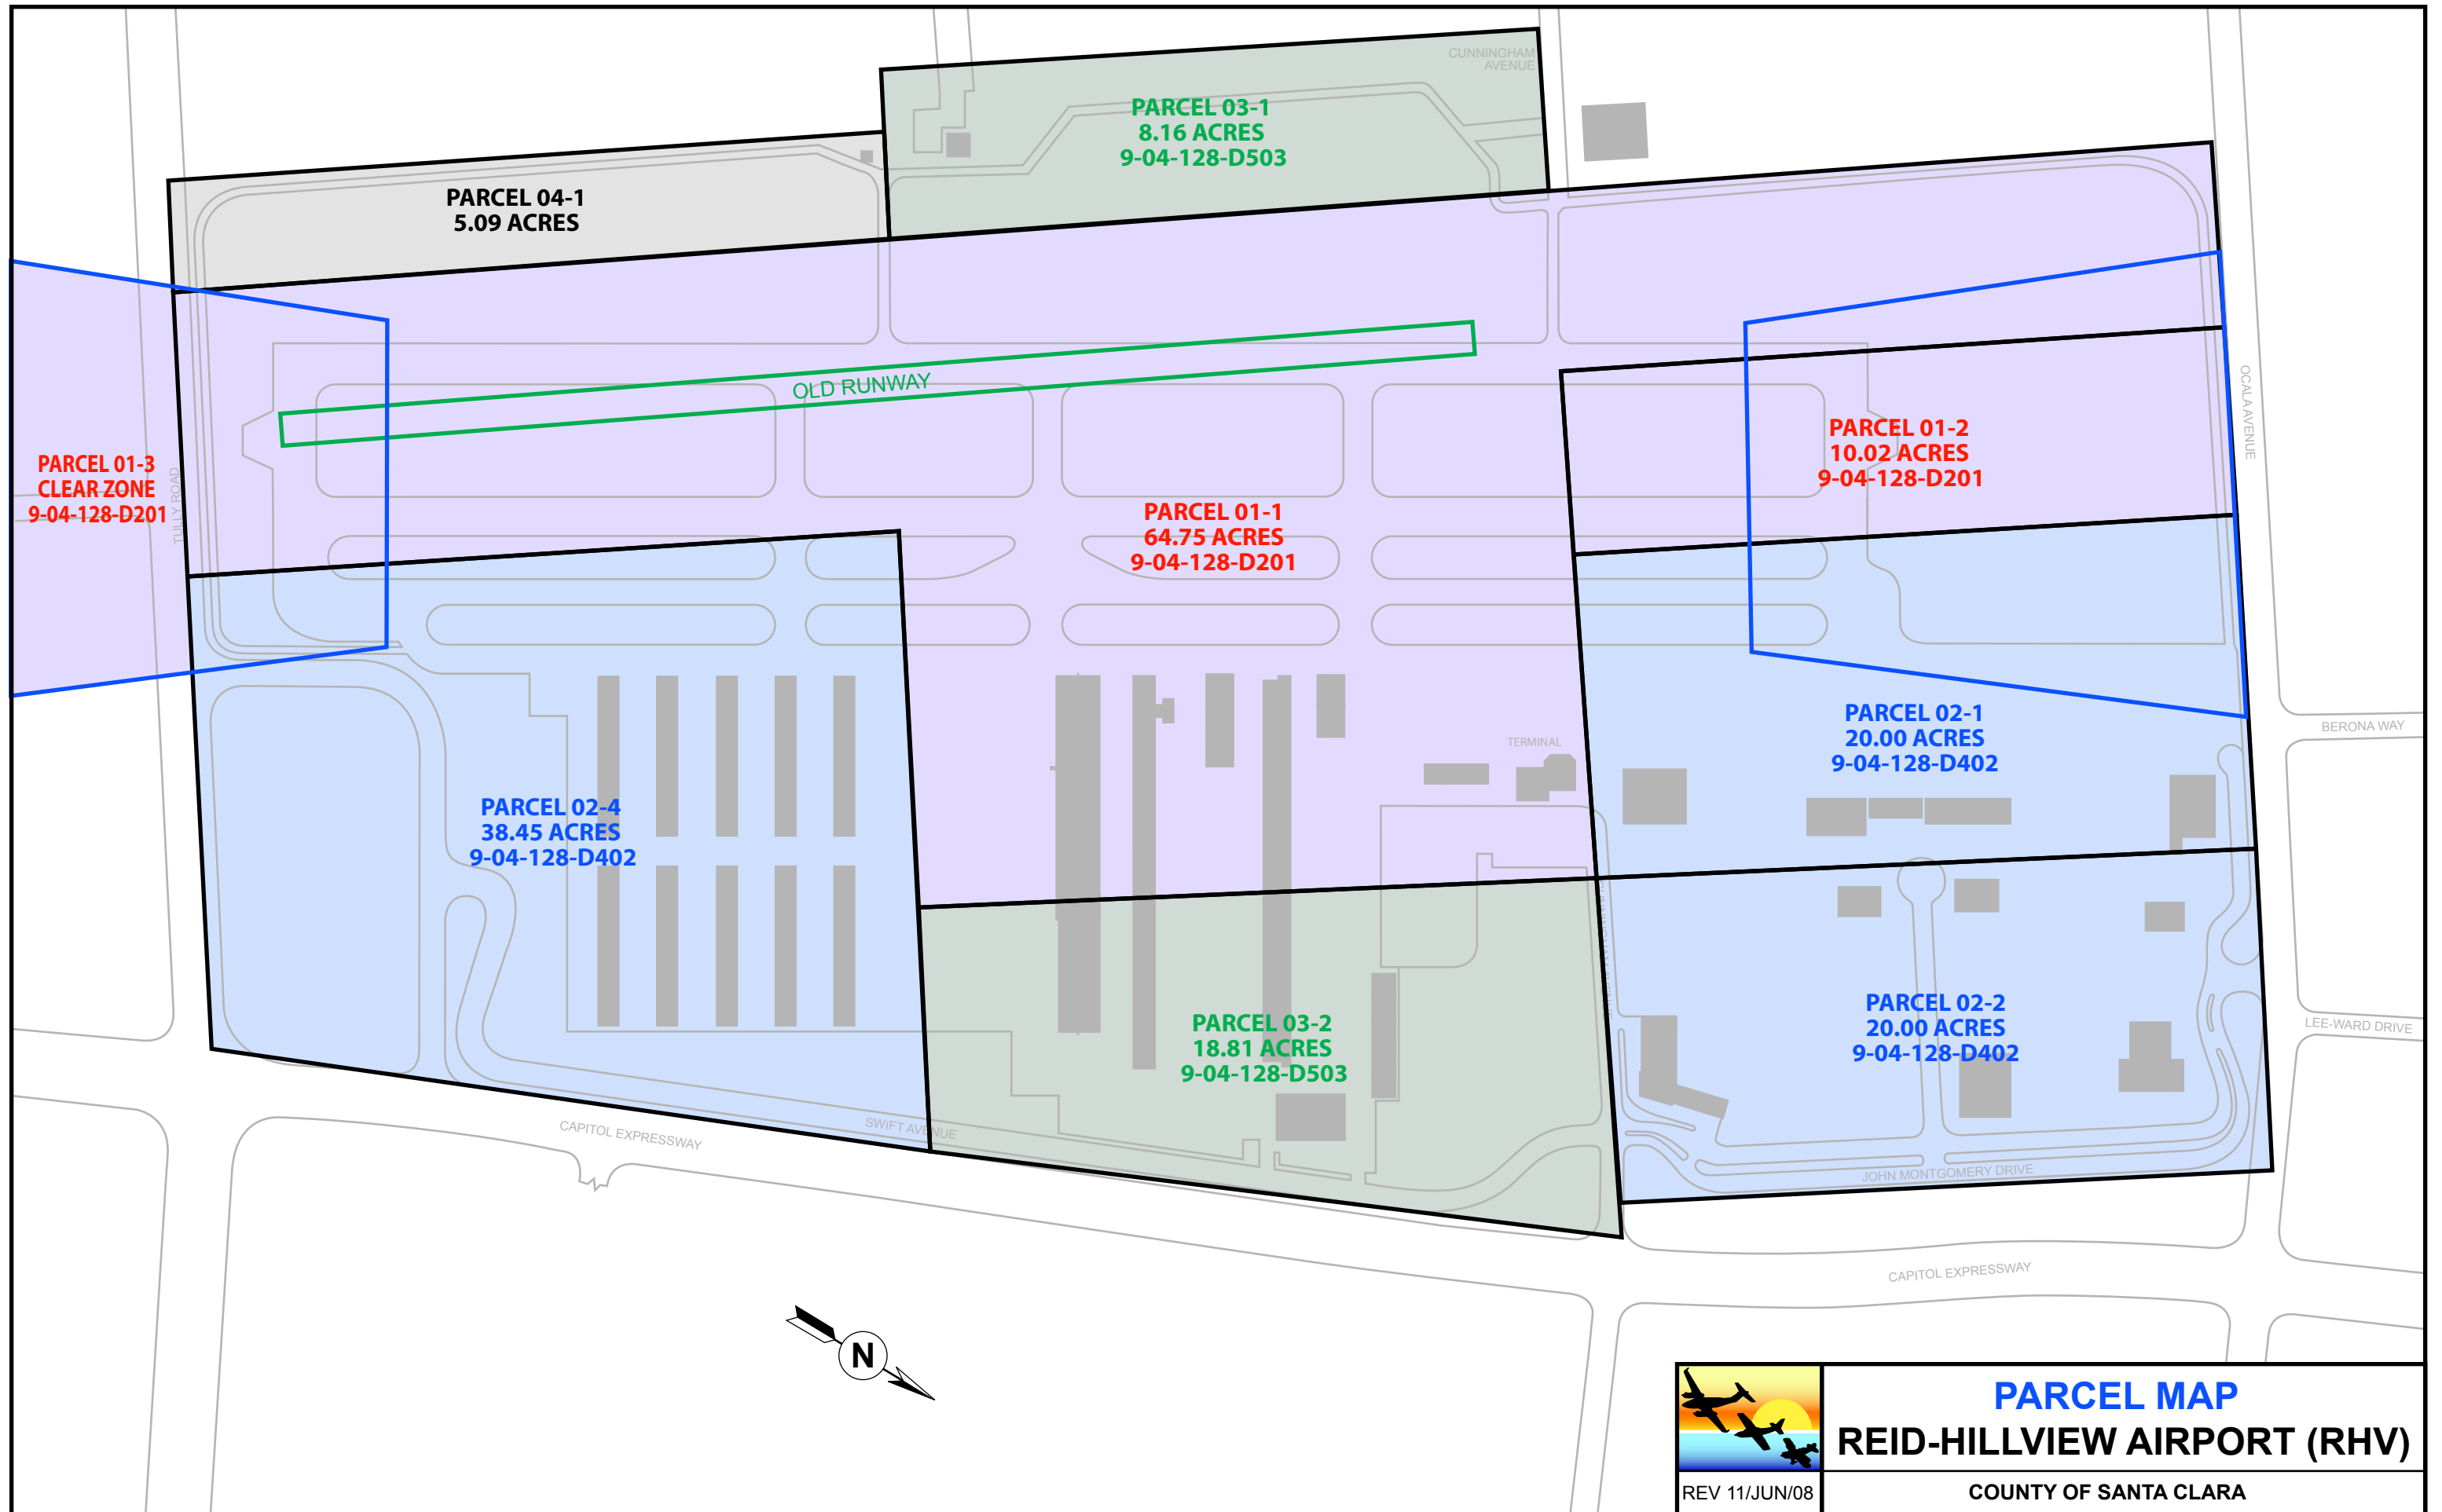 CUNNINGHAM
AVENUE
PARCEL 03-1
8.16 ACRES
9-04-128-D503
PARCEL 04-1
5.09 ACRES
OLD RUNWAY
OCALA AVENUE
PARCEL 01-2
10.02 ACRES
9-04-128-D201
PARCEL 01-3
CLEAR ZONE
9-04-128-D201
TULLY ROAD
PARCEL 01-1
64.75 ACRES
9-04-128-D201
PARCEL 02-1
20.00 ACRES
9-04-128-D402
BERONA WAY
TERMINAL
PARCEL 02-4
38.45 ACRES
9-04-128-D402
CUNNINGHAM AVENUE
PARCEL 02-2
20.00 ACRES
9-04-128-D402
LEE-WARD DRIVE
PARCEL 03-2
18.81 ACRES
9-04-128-D503
SWIFT AVENUE
CAPITOL EXPRESSWAY
JOHN MONTGOMERY DRIVE
CAPITOL EXPRESSWAY
N
PARCEL MAP
REID-HILLVIEW AIRPORT (RHV)
REV 11/JUN/08
COUNTY OF SANTA CLARA